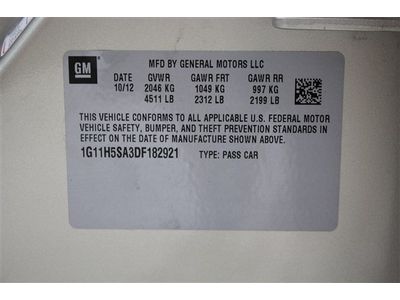 GM
MFD BY GENERAL MOTORS LLC
DATE GVWR GAWR FRT GAWR RR
10/12 2046 KG 1049 KG 997 KG
4511 LB 2312 LB 2199 LB
THIS VEHICLE CONFORMS TO ALL APPLICABLE U.S. FEDERAL MOTOR
VEHICLE SAFETY, BUMPER, AND THEFT PREVENTION STANDARDS IN
EFFECT ON THE DATE OF MANUFACTURE SHOWN ABOVE.
1G11H5SA3DF182921 TYPE: PASS CAR